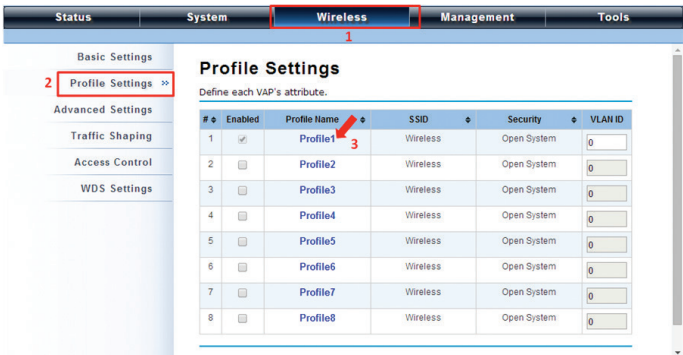 Status System Wireless Management Tools
1
Basic Settings
2 Profile Settings »
Advanced Settings
Traffic Shaping
Access Control
WDS Settings
Profile Settings
Define each VAP's attribute.
# Enabled Profile Name SSID Security VLAN ID
1 Profile1 Wireless Open System 0
3
2 Profile2 Wireless Open System 0
3 Profile3 Wireless Open System 0
4 Profile4 Wireless Open System 0
5 Profile5 Wireless Open System 0
6 Profile6 Wireless Open System 0
7 Profile7 Wireless Open System 0
8 Profile8 Wireless Open System 0